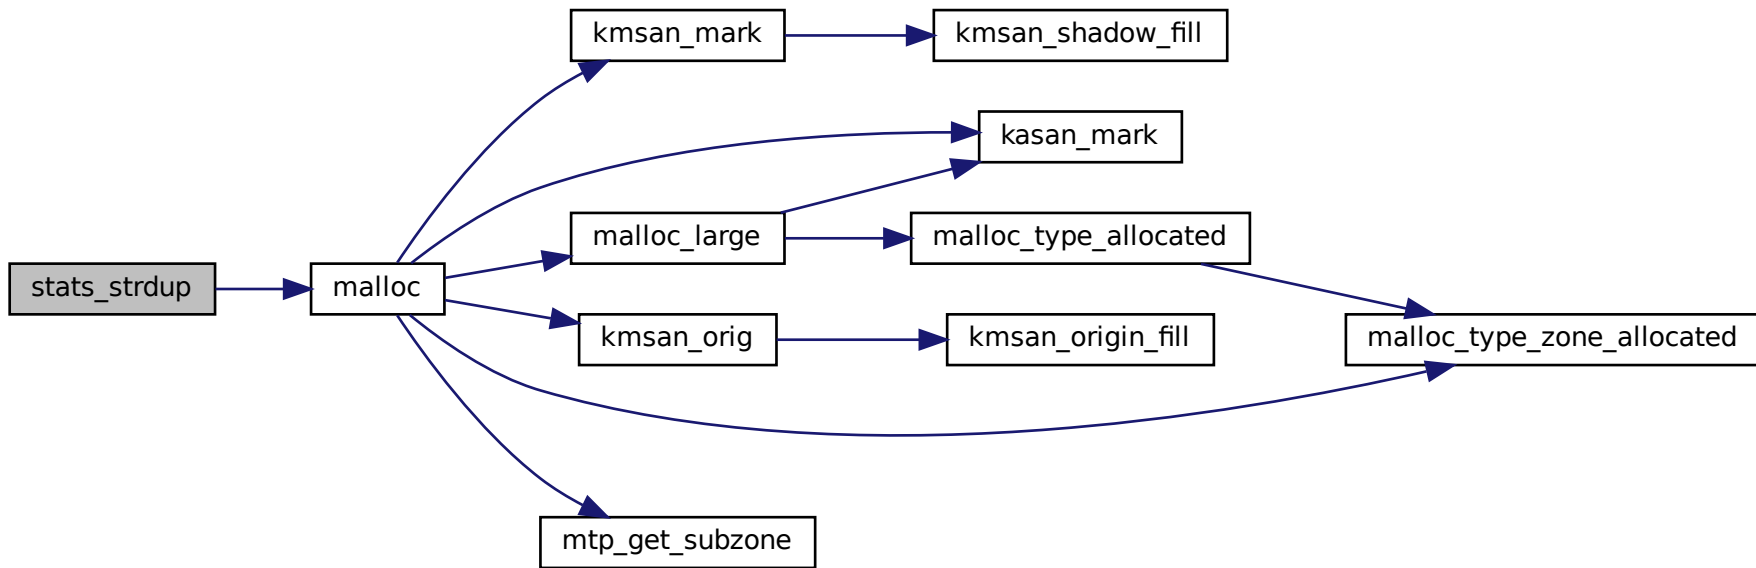 kmsan_mark
kmsan_shadow_fill
kasan_mark
malloc_large
malloc_type_allocated
stats_strdup
malloc
kmsan_orig
kmsan_origin_fill
malloc_type_zone_allocated
mtp_get_subzone